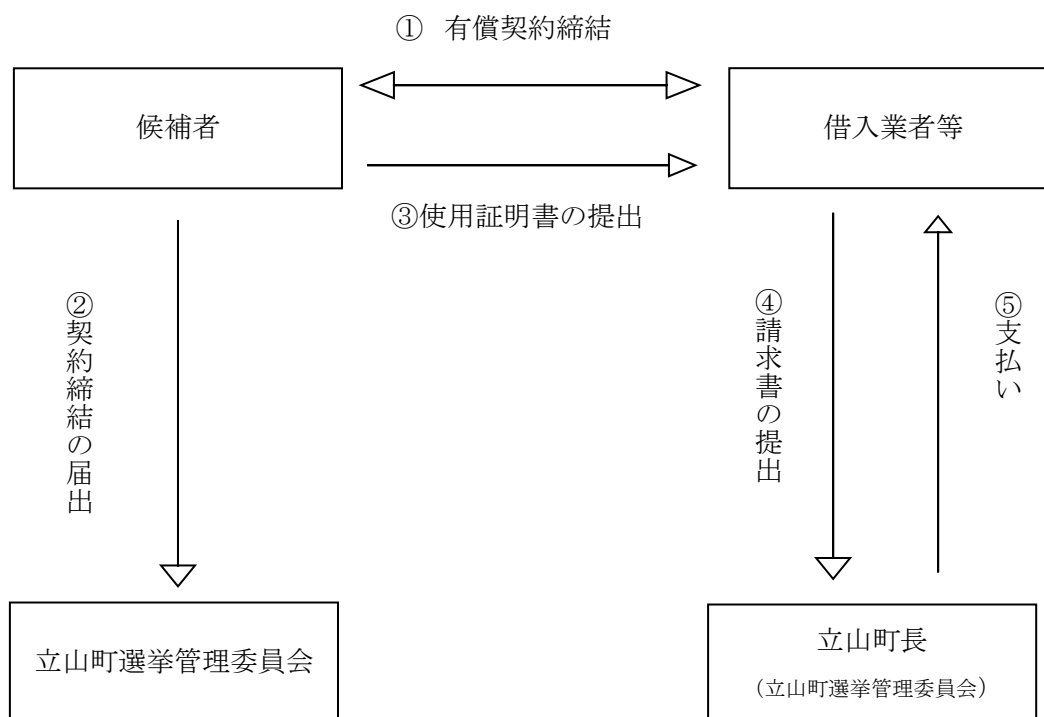 ① 有償契約締結
候補者
借入業者等
③使用証明書の提出
②契約締結の届出
④請求書の提出
⑤支払い
立山町選挙管理委員会
立山町長
（立山町選挙管理委員会）